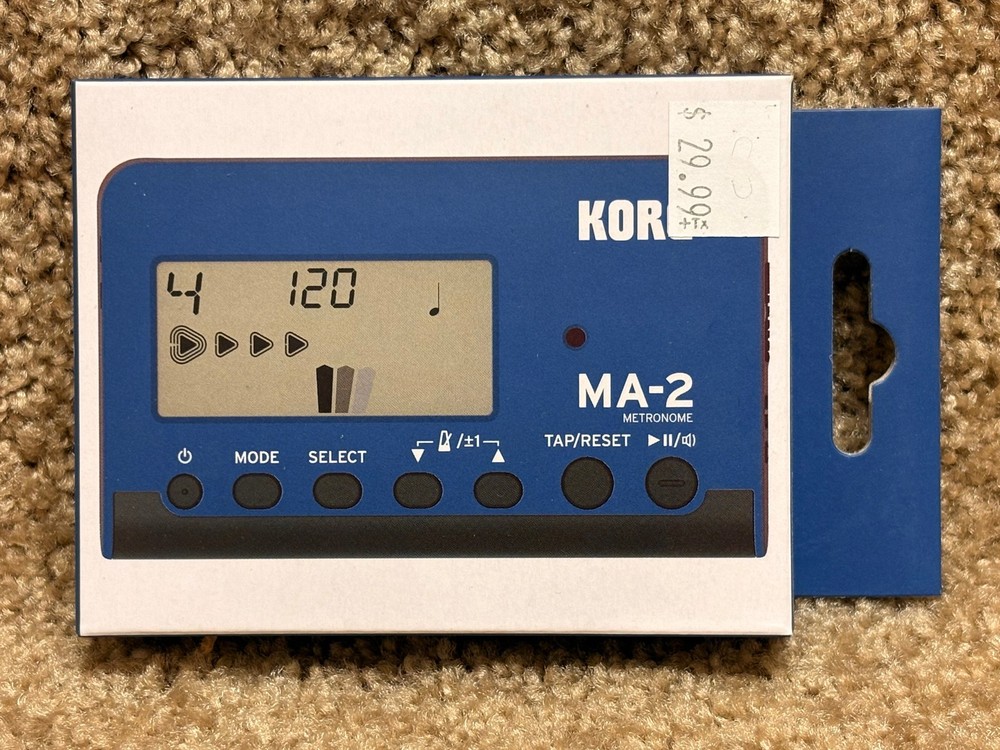 $ 29.99
+Tx
KORG
4 120
MA-2
METRONOME
MODE SELECT /±1 TAP/RESET